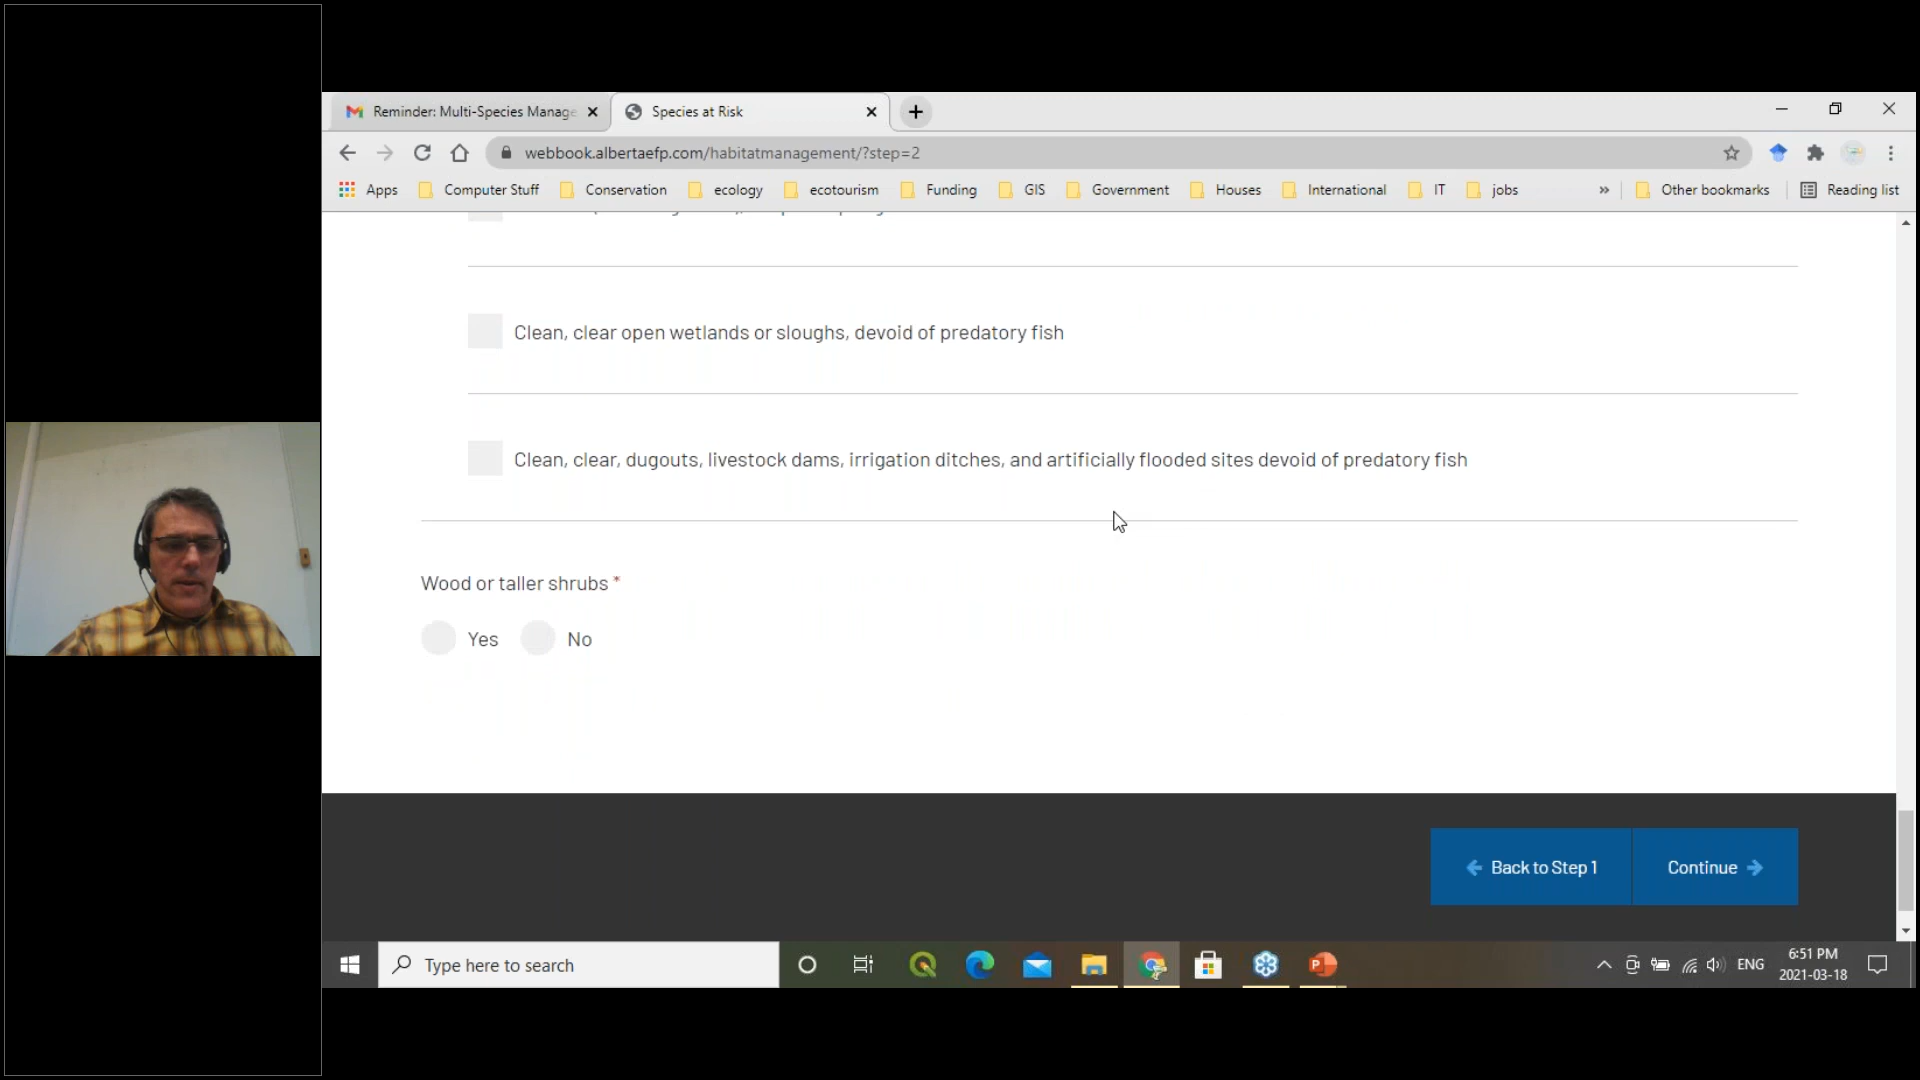 Reminder: Multi-Species Manage
Species at Risk
webbook.albertaefp.com/habitatmanagement/?step=2
Apps
Computer Stuff
Conservation
ecology
ecotourism
Funding
GIS
Government
Houses
International
IT
jobs
»
Other bookmarks
Reading list
Clean, clear open wetlands or sloughs, devoid of predatory fish
Clean, clear, dugouts, livestock dams, irrigation ditches, and artificially flooded sites devoid of predatory fish
Wood or taller shrubs *
Yes
No
Back to Step 1
Continue
Type here to search
ENG
6:51 PM
2021-03-18